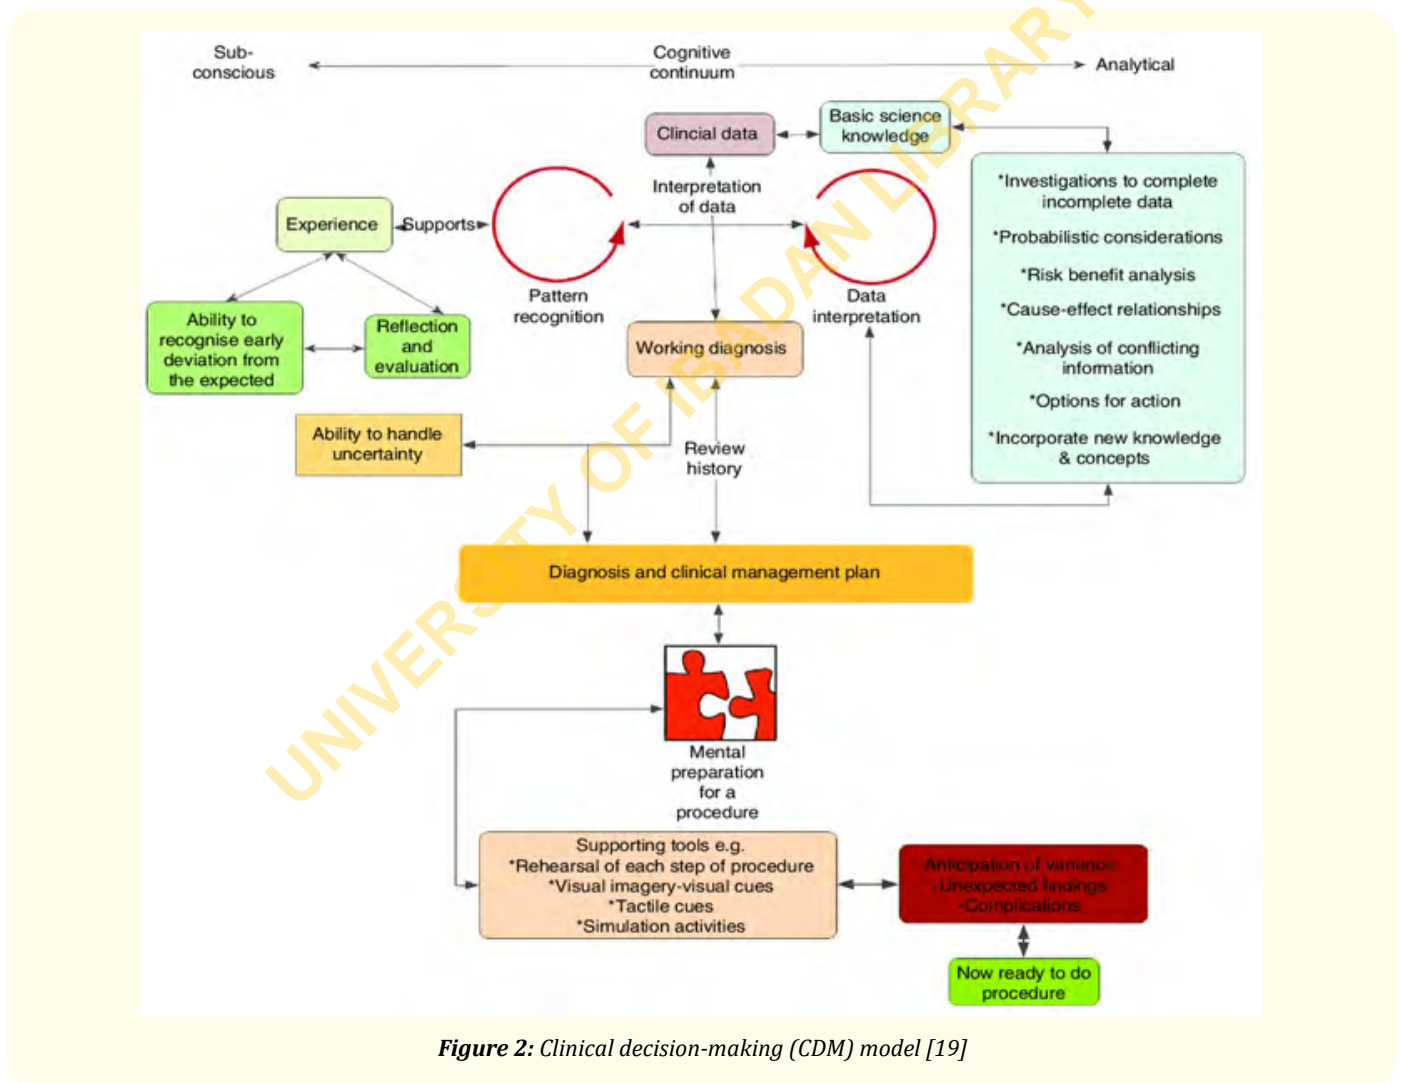 Sub-
conscious
Cognitive
continuum
Analytical
Clincial data
Basic science
knowledge
*Investigations to complete
incomplete data
*Probabilistic considerations
*Risk benefit analysis
*Cause-effect relationships
*Analysis of conflicting
information
*Options for action
*Incorporate new knowledge
& concepts
Interpretation
of data
Experience
Supports
Pattern
recognition
Data
interpretation
Ability to
recognise early
deviation from
the expected
Reflection
and
evaluation
Working diagnosis
Ability to handle
uncertainty
Review
history
Diagnosis and clinical management plan
Mental
preparation
for a
procedure
Supporting tools e.g.
*Rehearsal of each step of procedure
*Visual imagery-visual cues
*Tactile cues
*Simulation activities
Anticipation of variance
-Unexpected findings
-Complications
Now ready to do
procedure
UNIVERSITY OF IBADAN LIBRARY
Figure 2: Clinical decision-making (CDM) model [19]